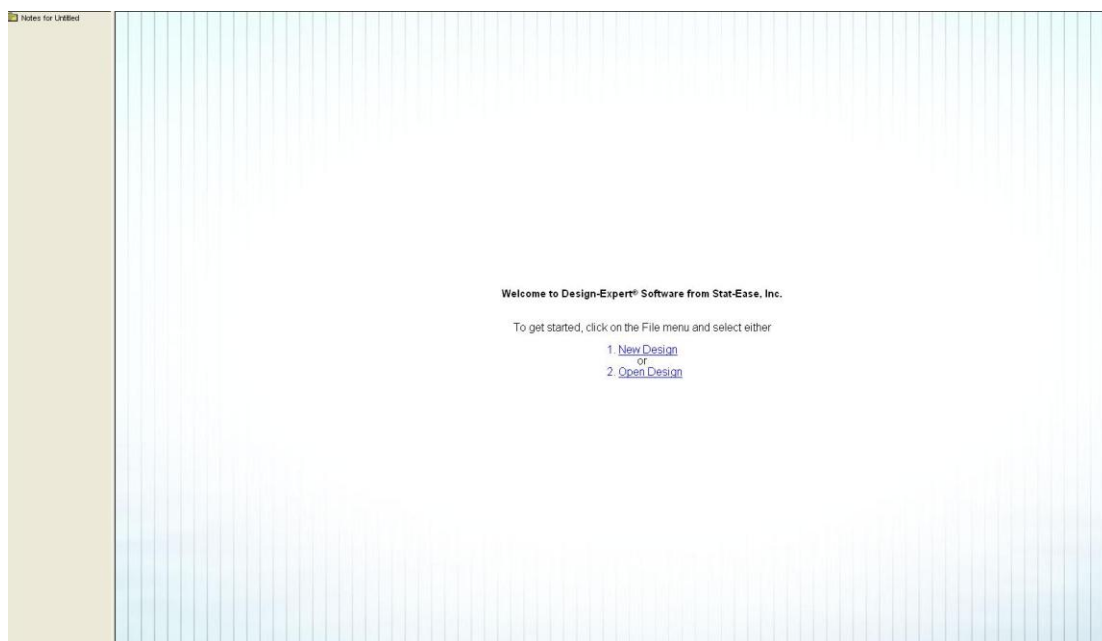 Notes for Untitled
Welcome to Design-Expert® Software from Stat-Ease, Inc.
To get started, click on the File menu and select either
1. New Design
or
2. Open Design